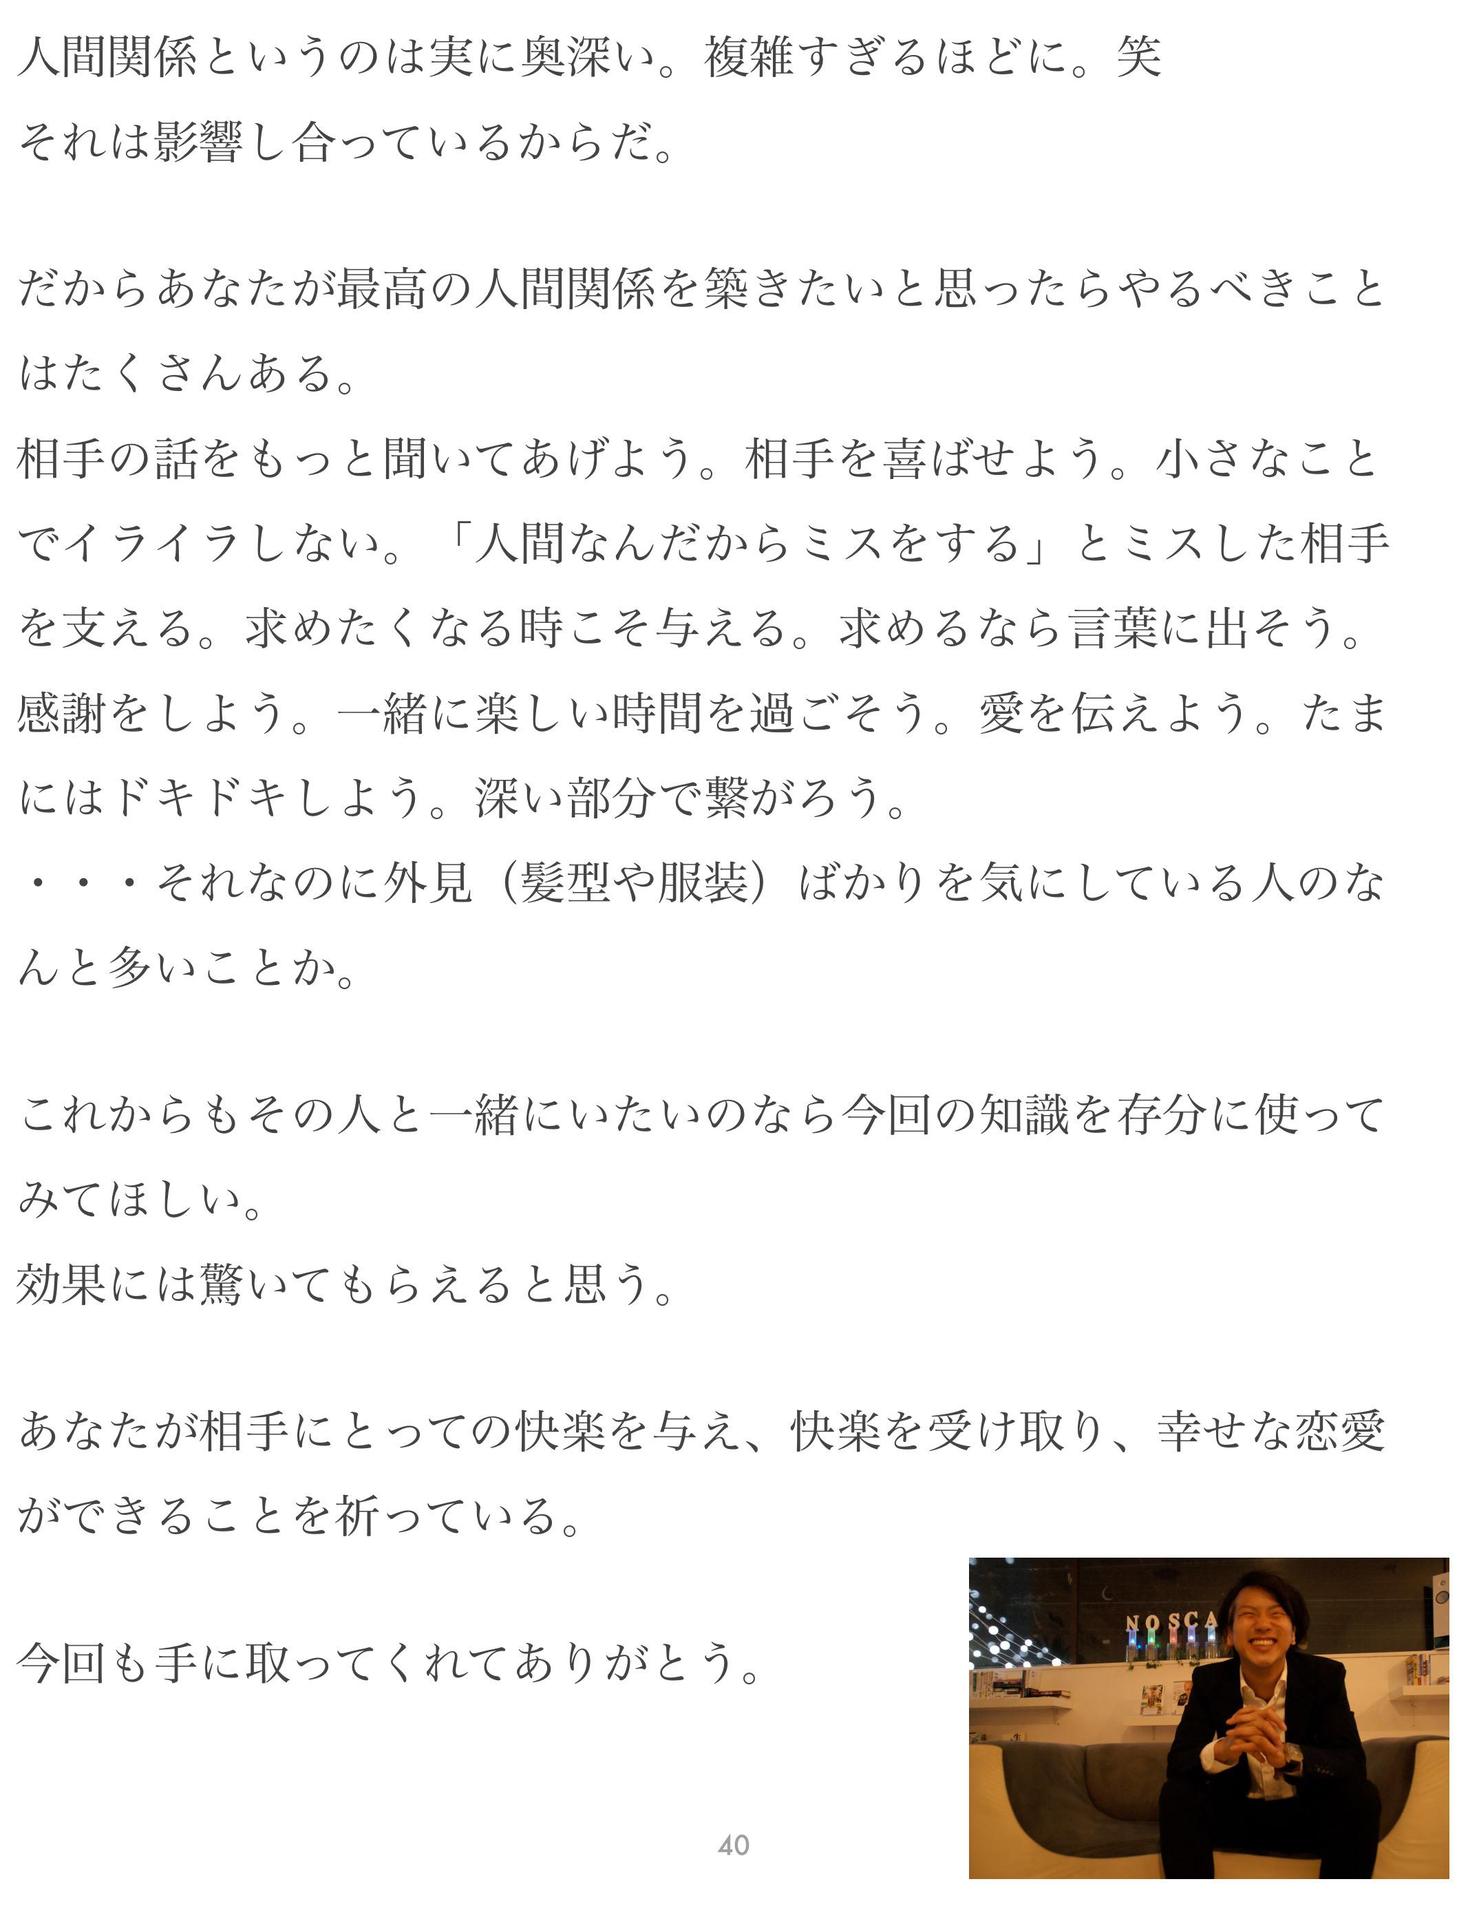 人間関係というのは実に奥深い。複雑すぎるほどに。笑
それは影響し合っているからだ。
だからあなたが最高の人間関係を築きたいと思ったらやるべきこと
はたくさんある。
相手の話をもっと聞いてあげよう。相手を喜ばせよう。小さなこと
でイライラしない。「人間なんだからミスをする」とミスした相手
を支える。求めたくなる時こそ与える。求めるなら言葉に出そう。
感謝をしよう。一緒に楽しい時間を過ごそう。愛を伝えよう。たま
にはドキドキしよう。深い部分で繋がろう。
・・・それなのに外見（髪型や服装）ばかりを気にしている人のな
んと多いことか。
これからもその人と一緒にいたいのなら今回の知識を存分に使って
みてほしい。
効果には驚いてもらえると思う。
あなたが相手にとっての快楽を与え、快楽を受け取り、幸せな恋愛
ができることを祈っている。
今回も手に取ってくれてありがとう。
NOSCA
40